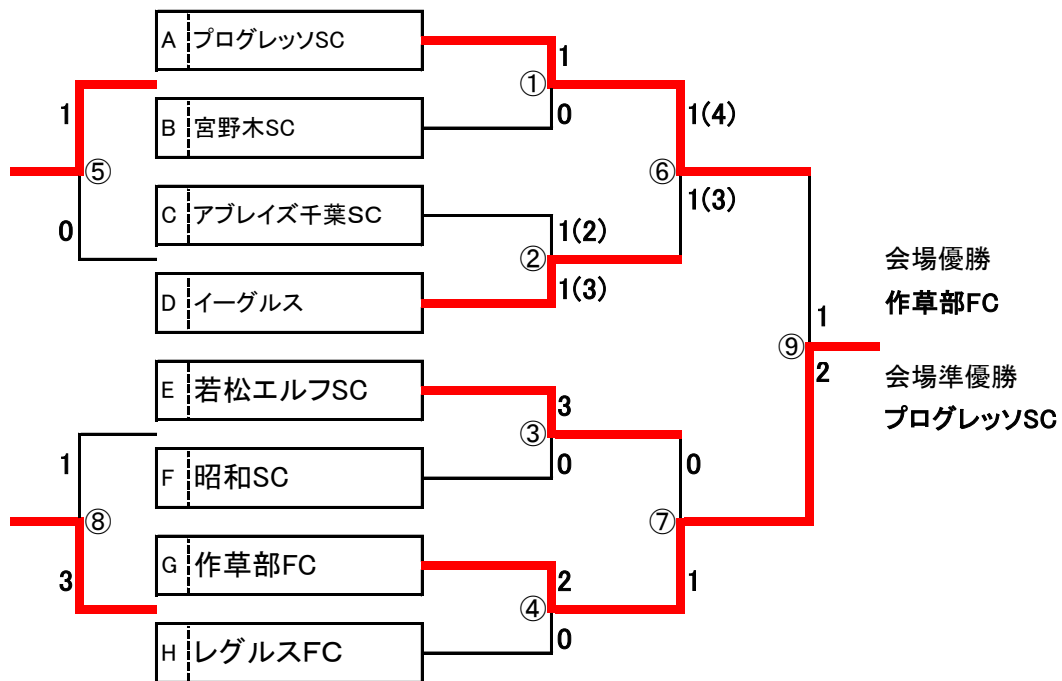 A プログレッソSC
1
①
1
1(4)
B 宮野木SC
0
⑤
⑥
C アブレイズ千葉SC
1(3)
0
1(2)
②
会場優勝
D イーグルス
1(3)
作草部FC
1
⑨
E 若松エルフSC
2
会場準優勝
3
プログレッソSC
③
1
0
0
F 昭和SC
⑧
⑦
G 作草部FC
3
2
1
④
0
H レグルスFC